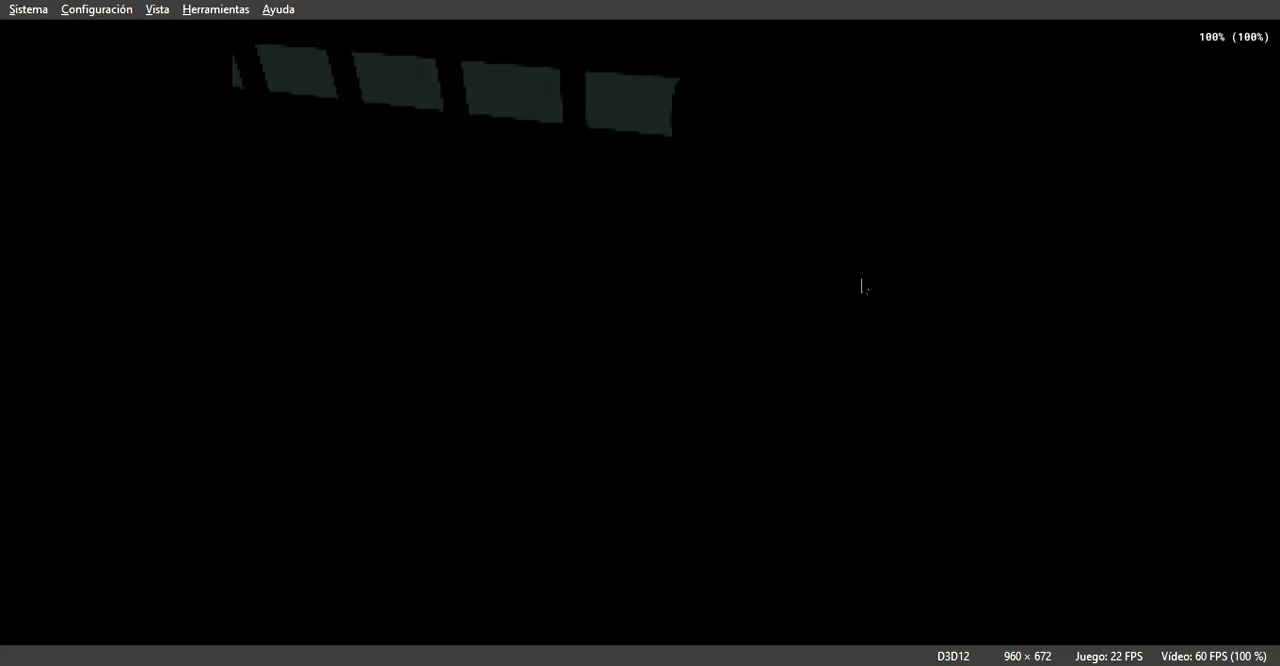 Sistema Configuración Vista Herramientas Ayuda
100% (100%)
D3D12 960 × 672 Juego: 22 FPS Vídeo: 60 FPS (100 %)